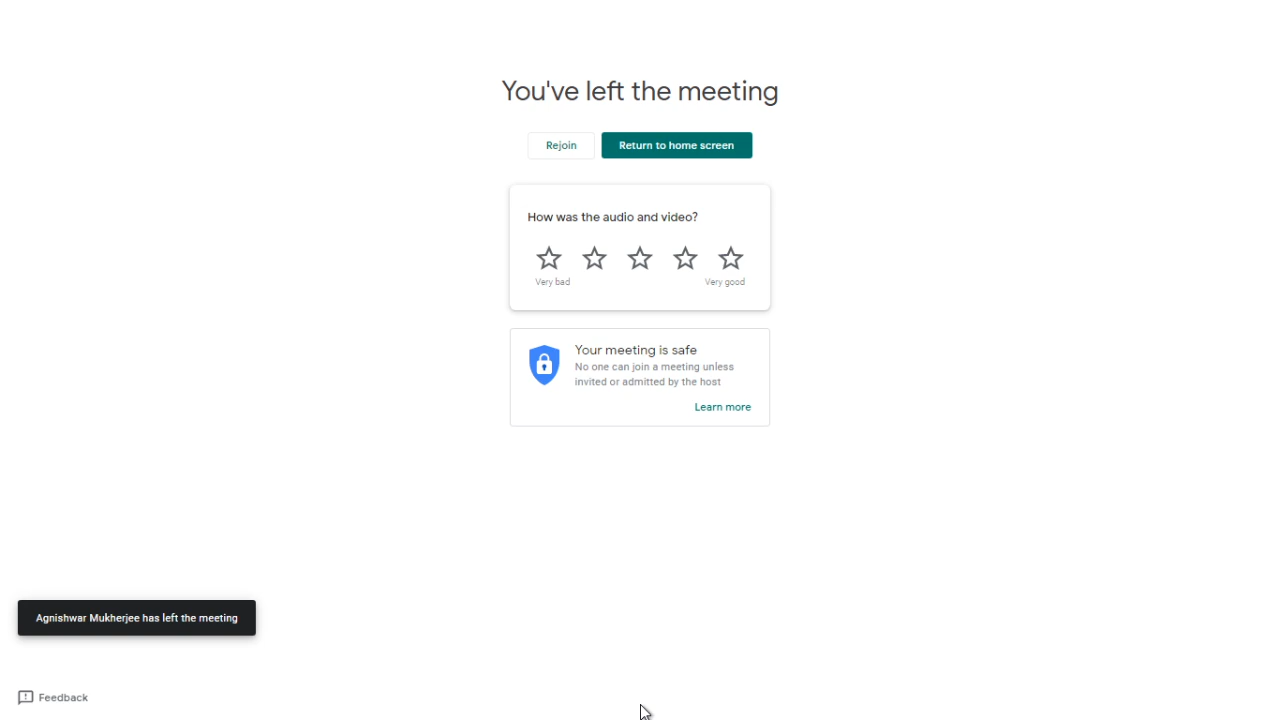 You've left the meeting
Rejoin
Return to home screen
How was the audio and video?
Very bad
Very good
Your meeting is safe
No one can join a meeting unless
invited or admitted by the host
Learn more
Agnishwar Mukherjee has left the meeting
Feedback